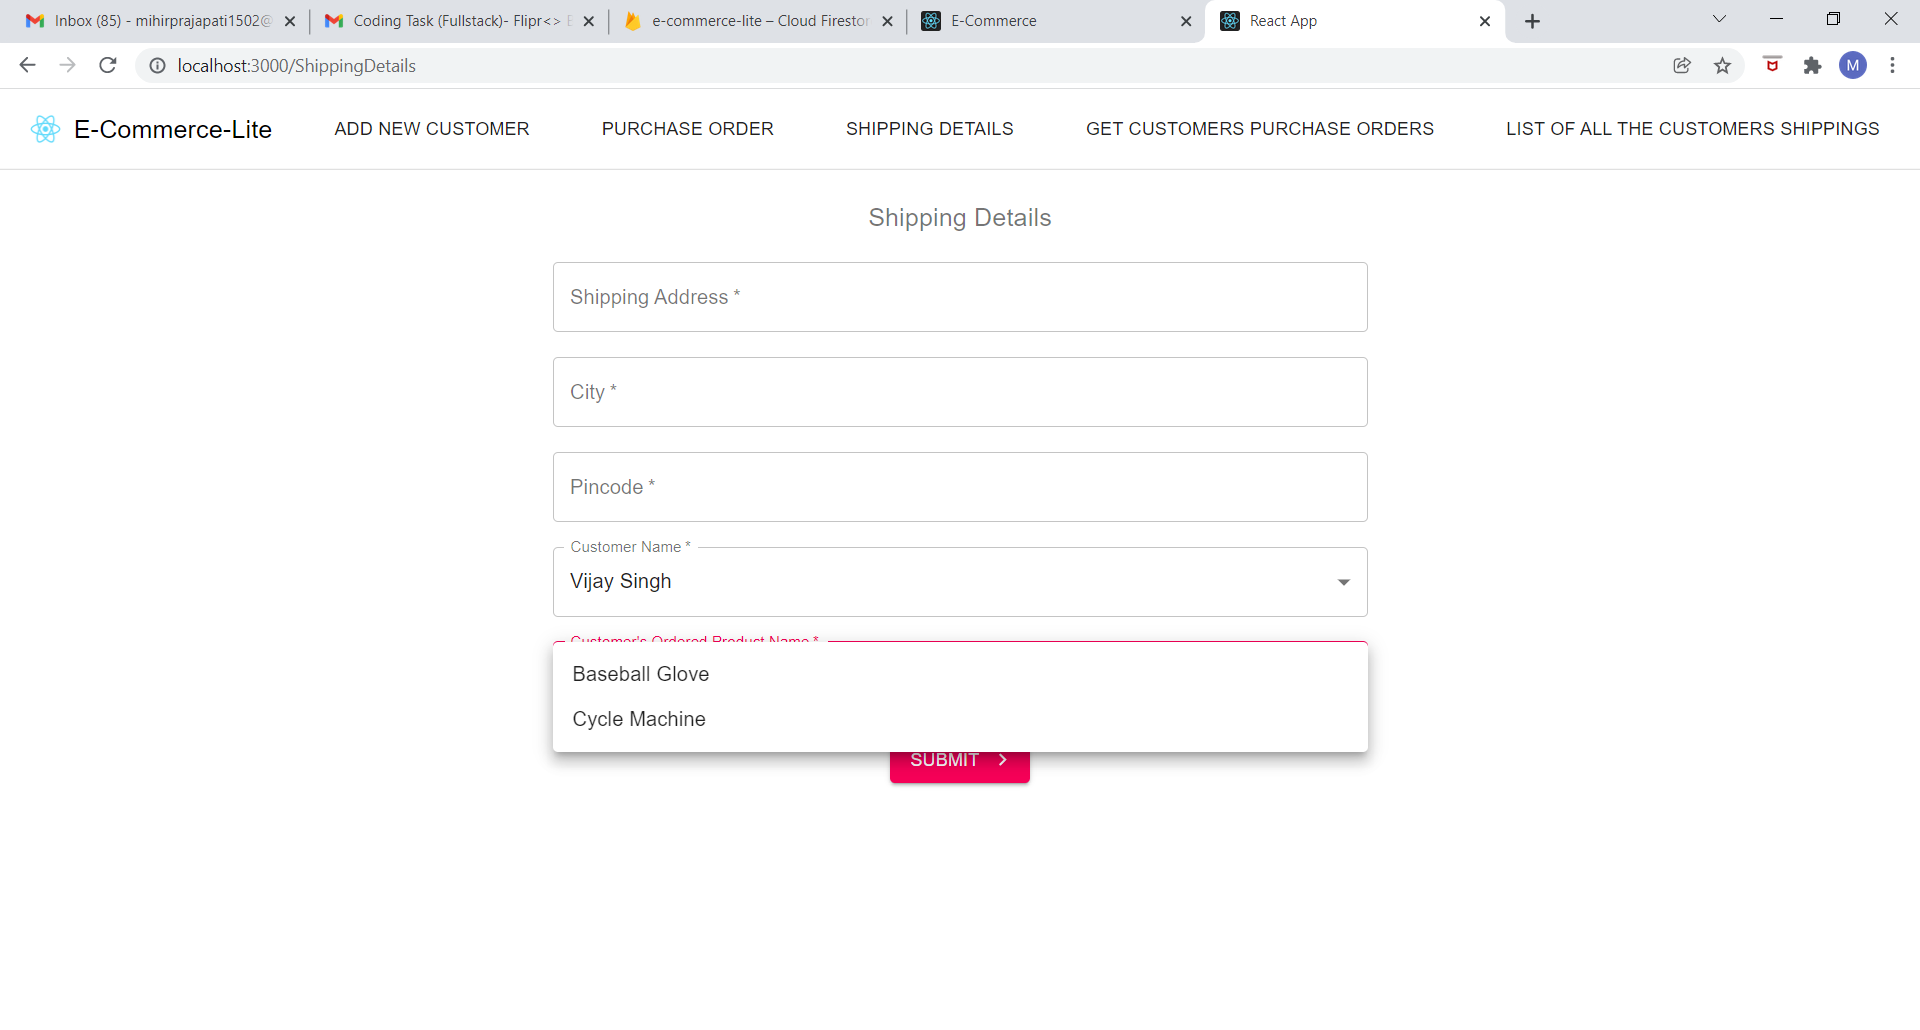 Inbox (85) - mihirprajapati1502@
Coding Task (Fullstack)- Flipr<>
e-commerce-lite – Cloud Firestor
E-Commerce
React App
localhost:3000/ShippingDetails
M
E-Commerce-Lite
ADD NEW CUSTOMER
PURCHASE ORDER
SHIPPING DETAILS
GET CUSTOMERS PURCHASE ORDERS
LIST OF ALL THE CUSTOMERS SHIPPINGS
Shipping Details
Shipping Address *
City *
Pincode *
Customer Name *
Vijay Singh
Customer's Ordered Product Name *
Baseball Glove
Cycle Machine
SUBMIT